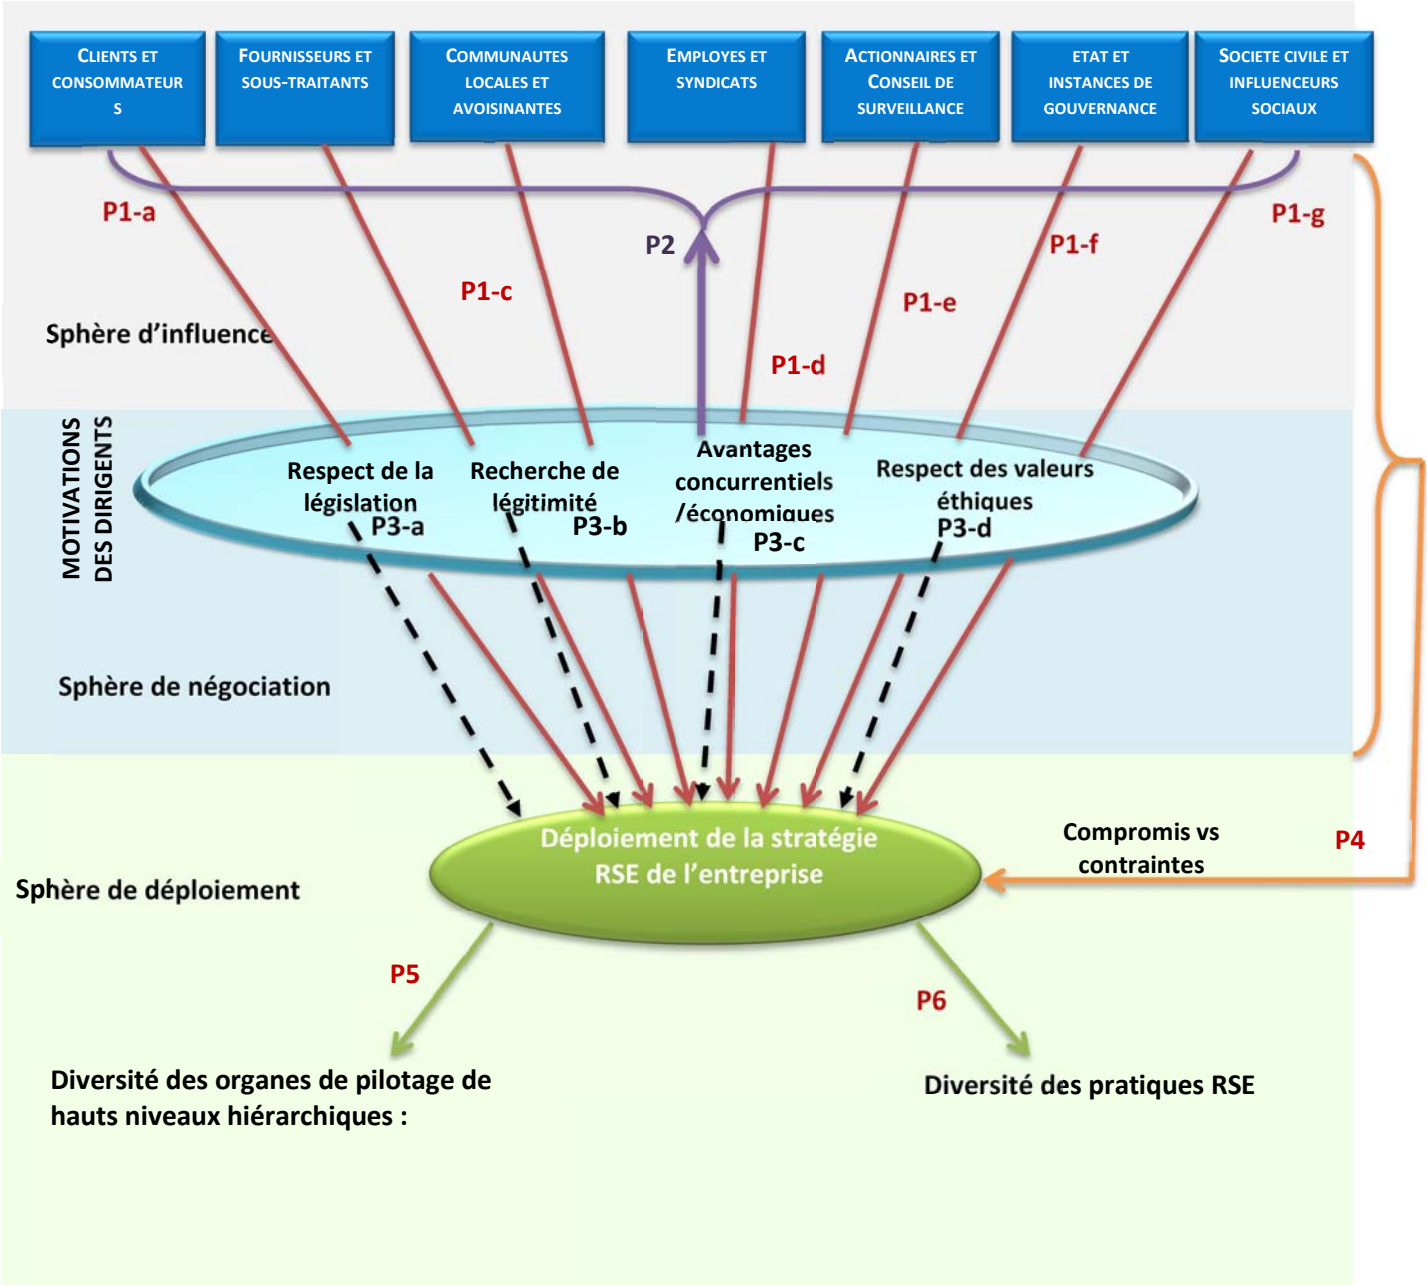 CLIENTS ET
CONSOMMATEUR
S
FOURNISSEURS ET
SOUS-TRAITANTS
COMMUNAUTES
LOCALES ET
AVOISINANTES
EMPLOYES ET
SYNDICATS
ACTIONNAIRES ET
CONSEIL DE
SURVEILLANCE
ETAT ET
INSTANCES DE
GOUVERNANCE
SOCIETE CIVILE ET
INFLUENCEURS
SOCIAUX
P1-a
P1-g
P2
P1-f
P1-c
P1-e
Sphère d’influence
P1-d
MOTIVATIONS
DES DIRIGENTS
Respect de la
législation
P3-a
Recherche de
légitimité
P3-b
Avantages
concurrentiels
/économiques
P3-c
Respect des valeurs
éthiques
P3-d
Sphère de négociation
Déploiement de la stratégie
RSE de l’entreprise
Compromis vs
contraintes
P4
Sphère de déploiement
P5
P6
Diversité des organes de pilotage de
hauts niveaux hiérarchiques :
Diversité des pratiques RSE